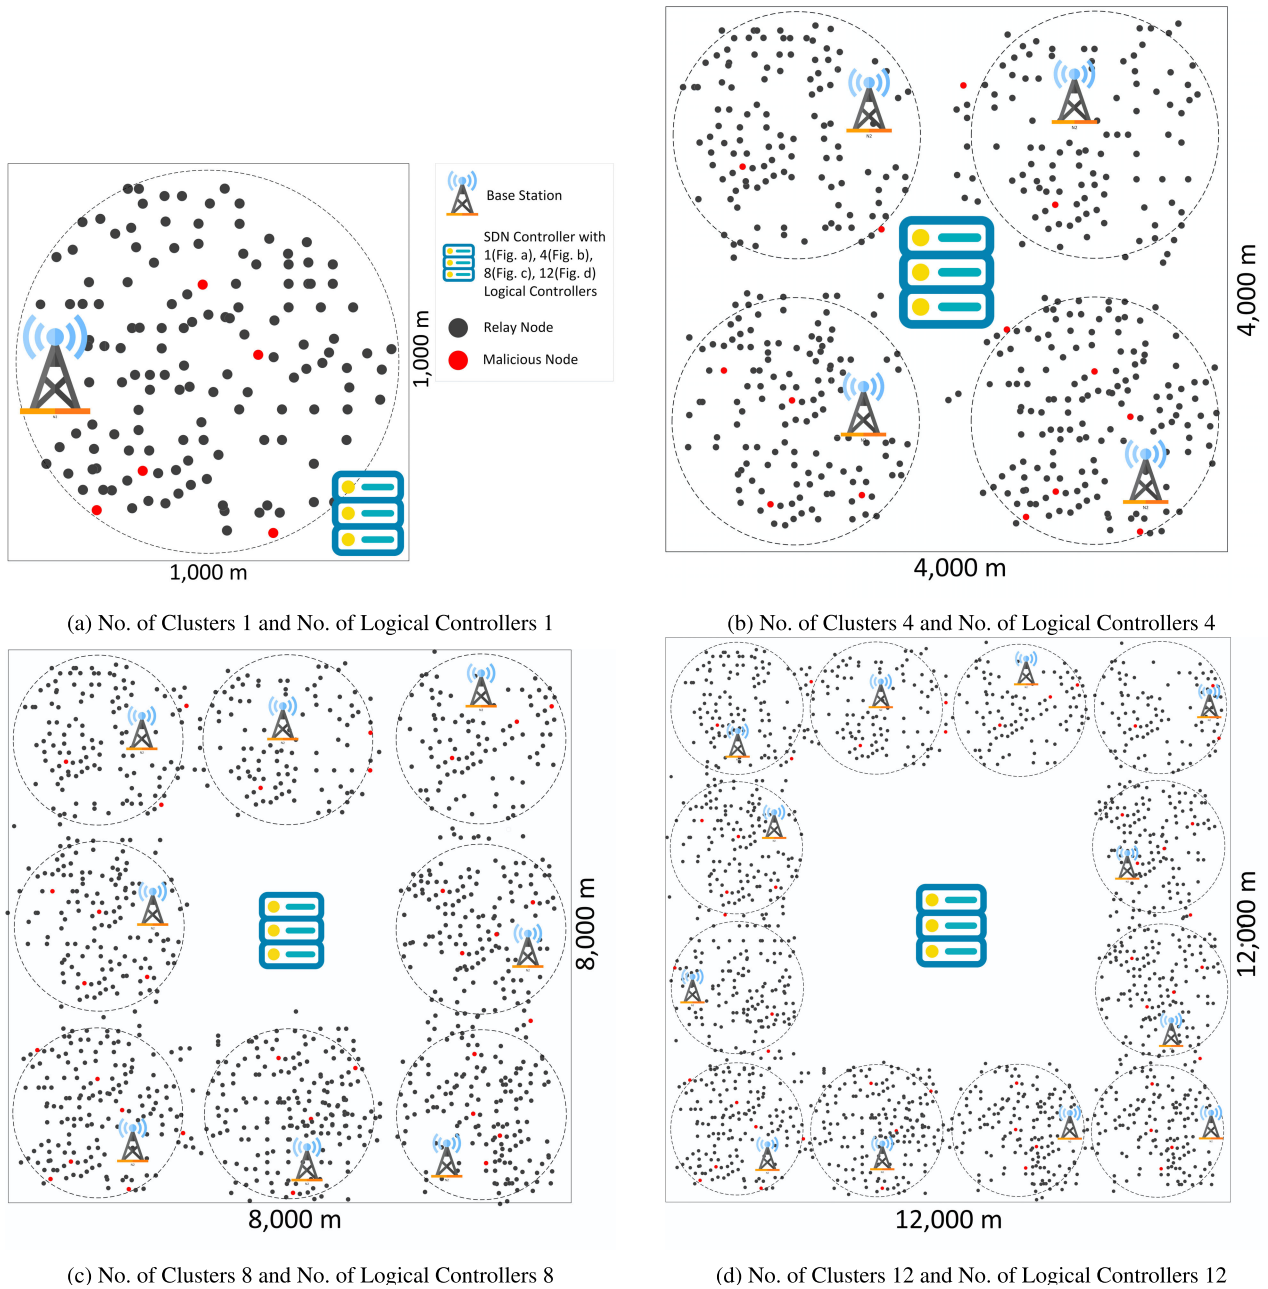 Base Station
SDN Controller with
1(Fig. a), 4(Fig. b),
8(Fig. c), 12(Fig. d)
Logical Controllers
Relay Node
Malicious Node
1,000 m
1,000 m
(a) No. of Clusters 1 and No. of Logical Controllers 1
N2
N2
N2
4,000 m
4,000 m
(b) No. of Clusters 4 and No. of Logical Controllers 4
8,000 m
8,000 m
(c) No. of Clusters 8 and No. of Logical Controllers 8
12,000 m
12,000 m
(d) No. of Clusters 12 and No. of Logical Controllers 12